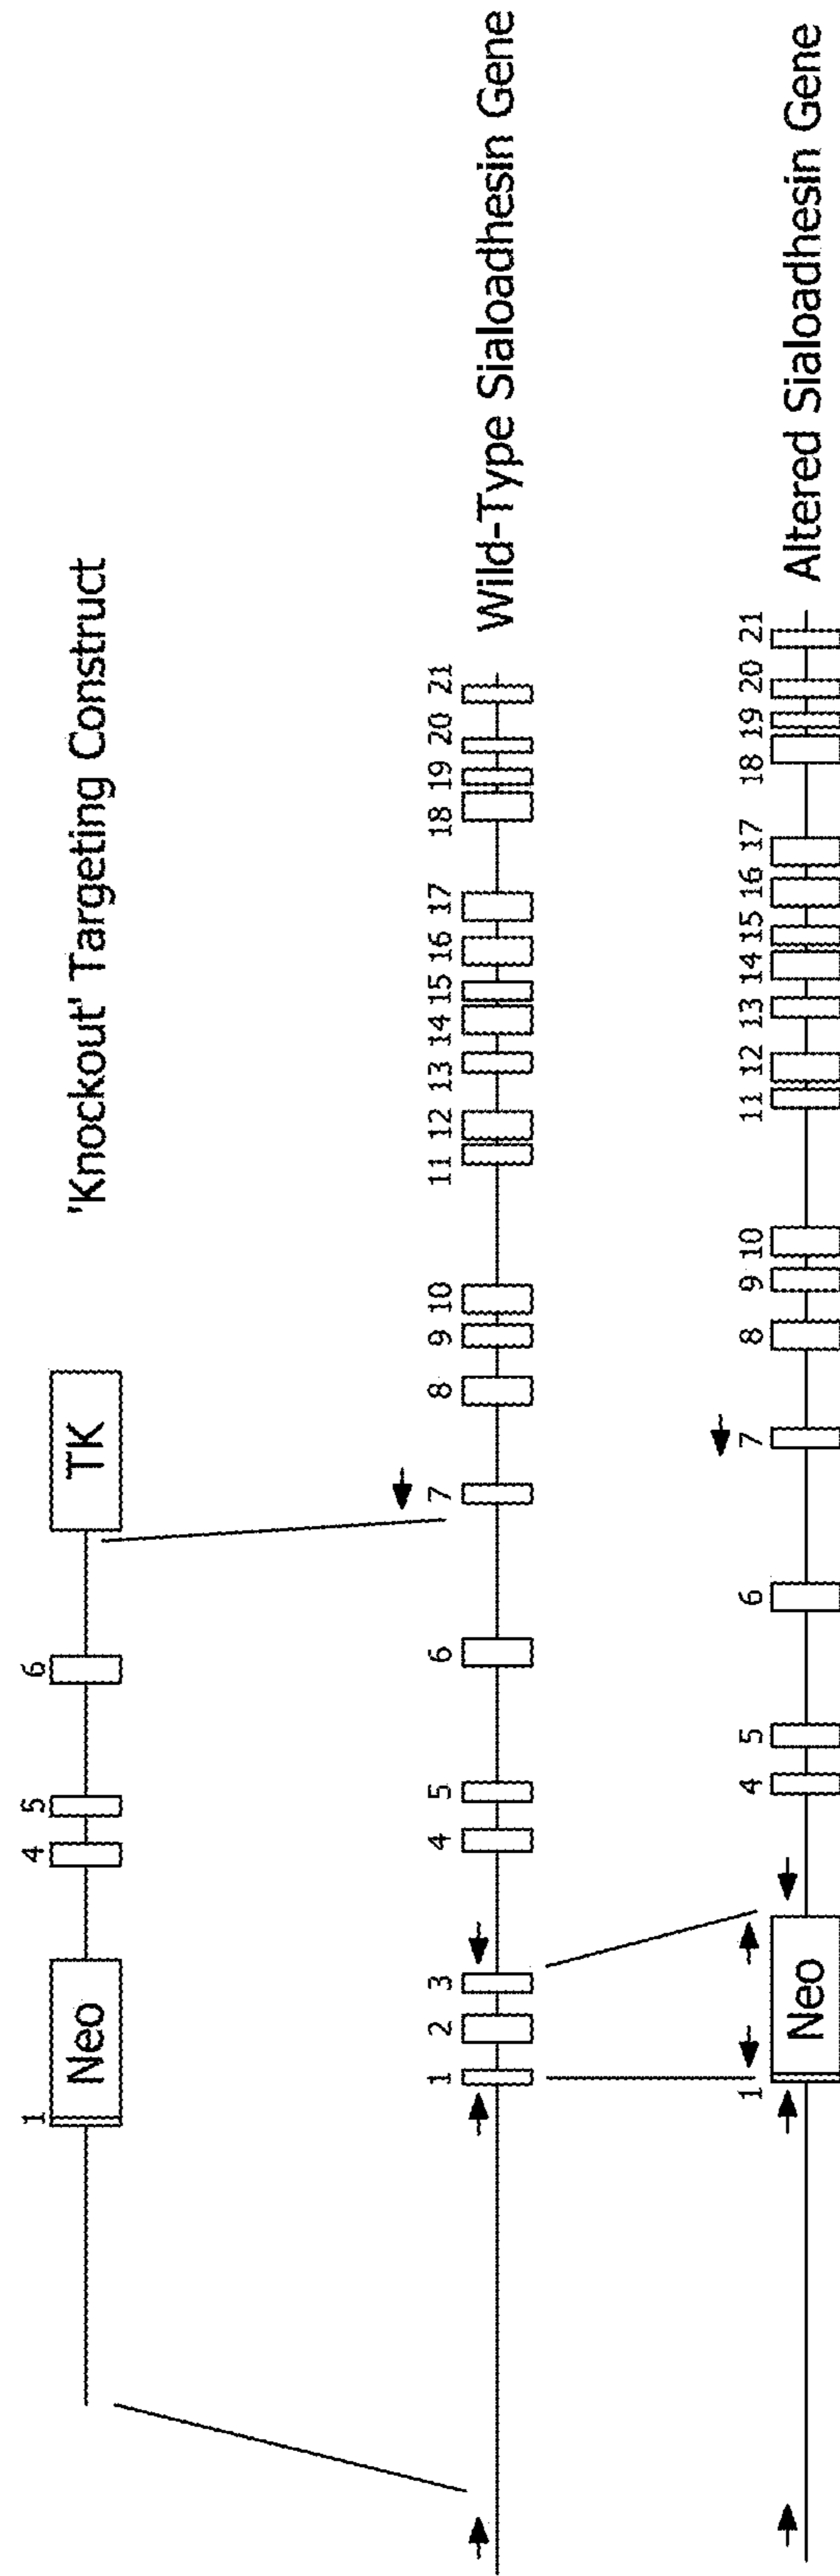 'Knockout' Targeting Construct
1 Neo 4 5 6 TK
Wild-Type Sialoadhesin Gene
1 2 3 4 5 6 7 8 9 10 11 12 13 14 15 16 17 18 19 20 21
Altered Sialoadhesin Gene
1 Neo 4 5 6 7 8 9 10 11 12 13 14 15 16 17 18 19 20 21